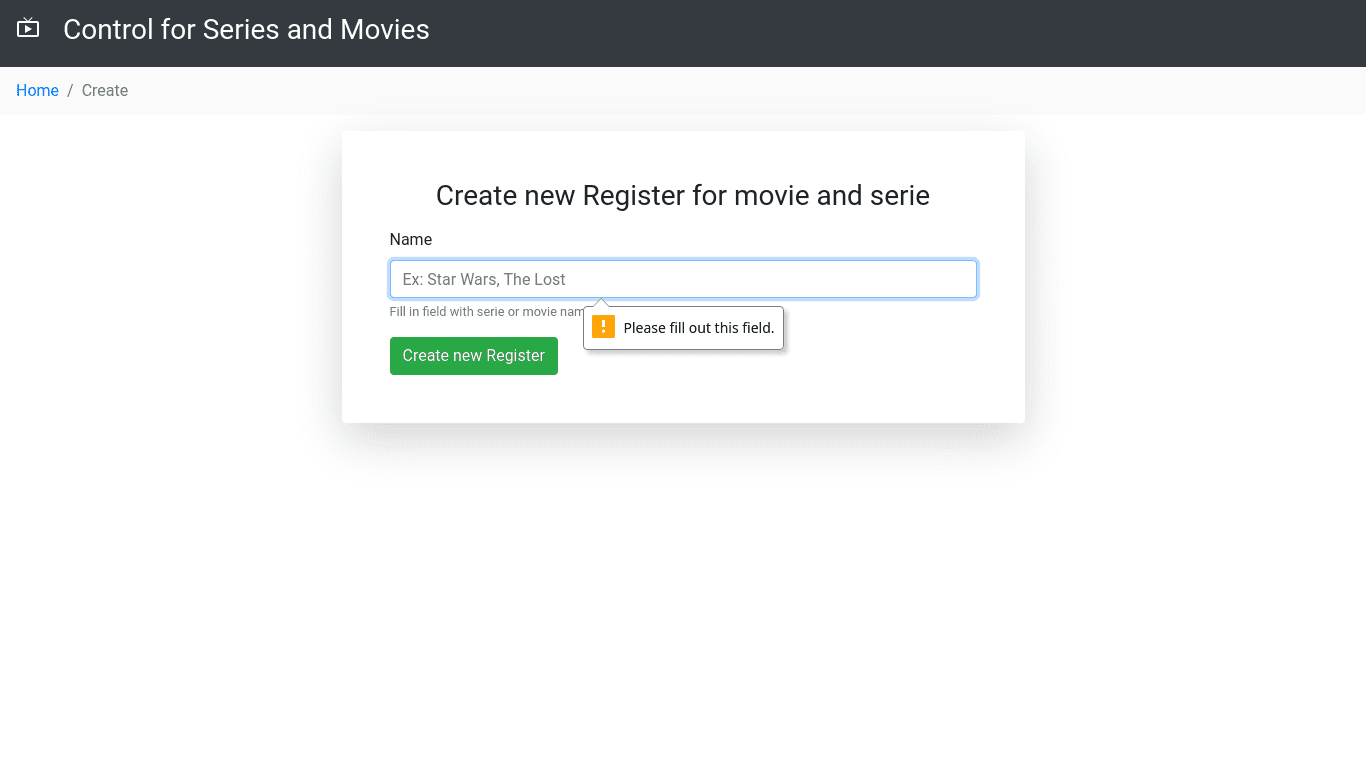 Control for Series and Movies
Home / Create
Create new Register for movie and serie
Name
Ex: Star Wars, The Lost
Fill in field with serie or movie nam
Please fill out this field.
Create new Register